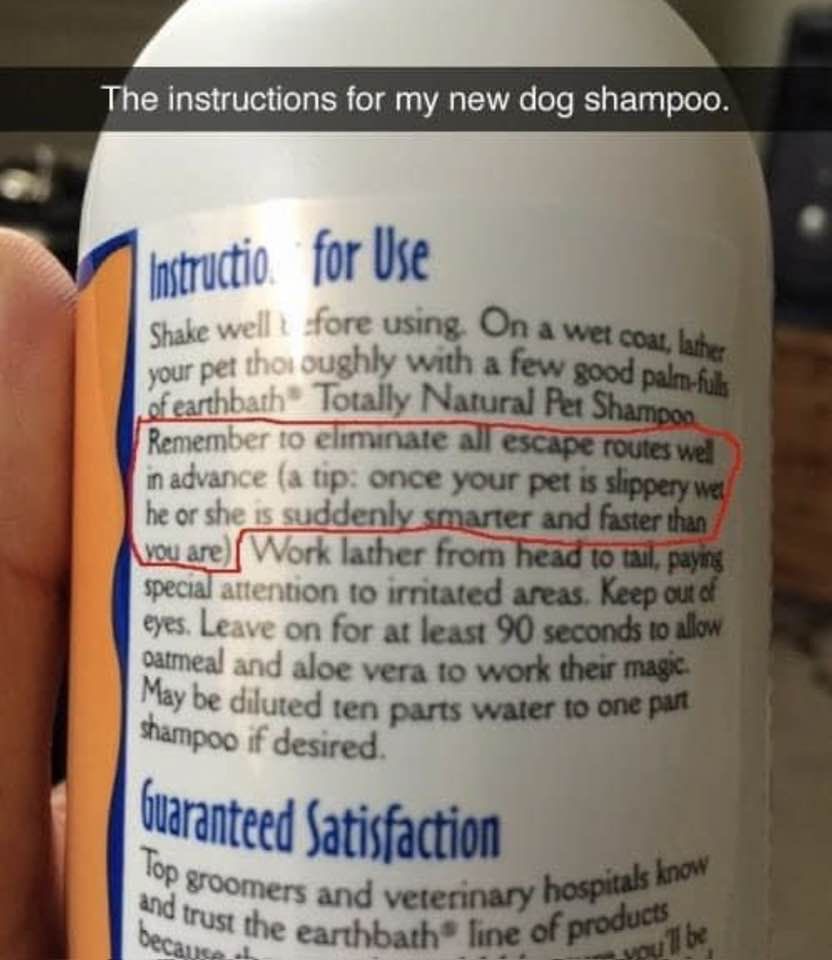 The instructions for my new dog shampoo.
Instructio for Use
Shake well before using. On a wet coat, lather
your pet thoroughly with a few good palm-fulls
of earthbath® Totally Natural Pet Shampoo
Remember to eliminate all escape routes well
in advance (a tip: once your pet is slippery wet
he or she is suddenly smarter and faster than
you are) Work lather from head to tail, paying
special attention to irritated areas. Keep out of
eyes. Leave on for at least 90 seconds to allow
oatmeal and aloe vera to work their magic.
May be diluted ten parts water to one part
shampoo if desired.
Guaranteed Satisfaction
Top groomers and veterinary hospitals know
and trust the earthbath® line of products
because you'll be